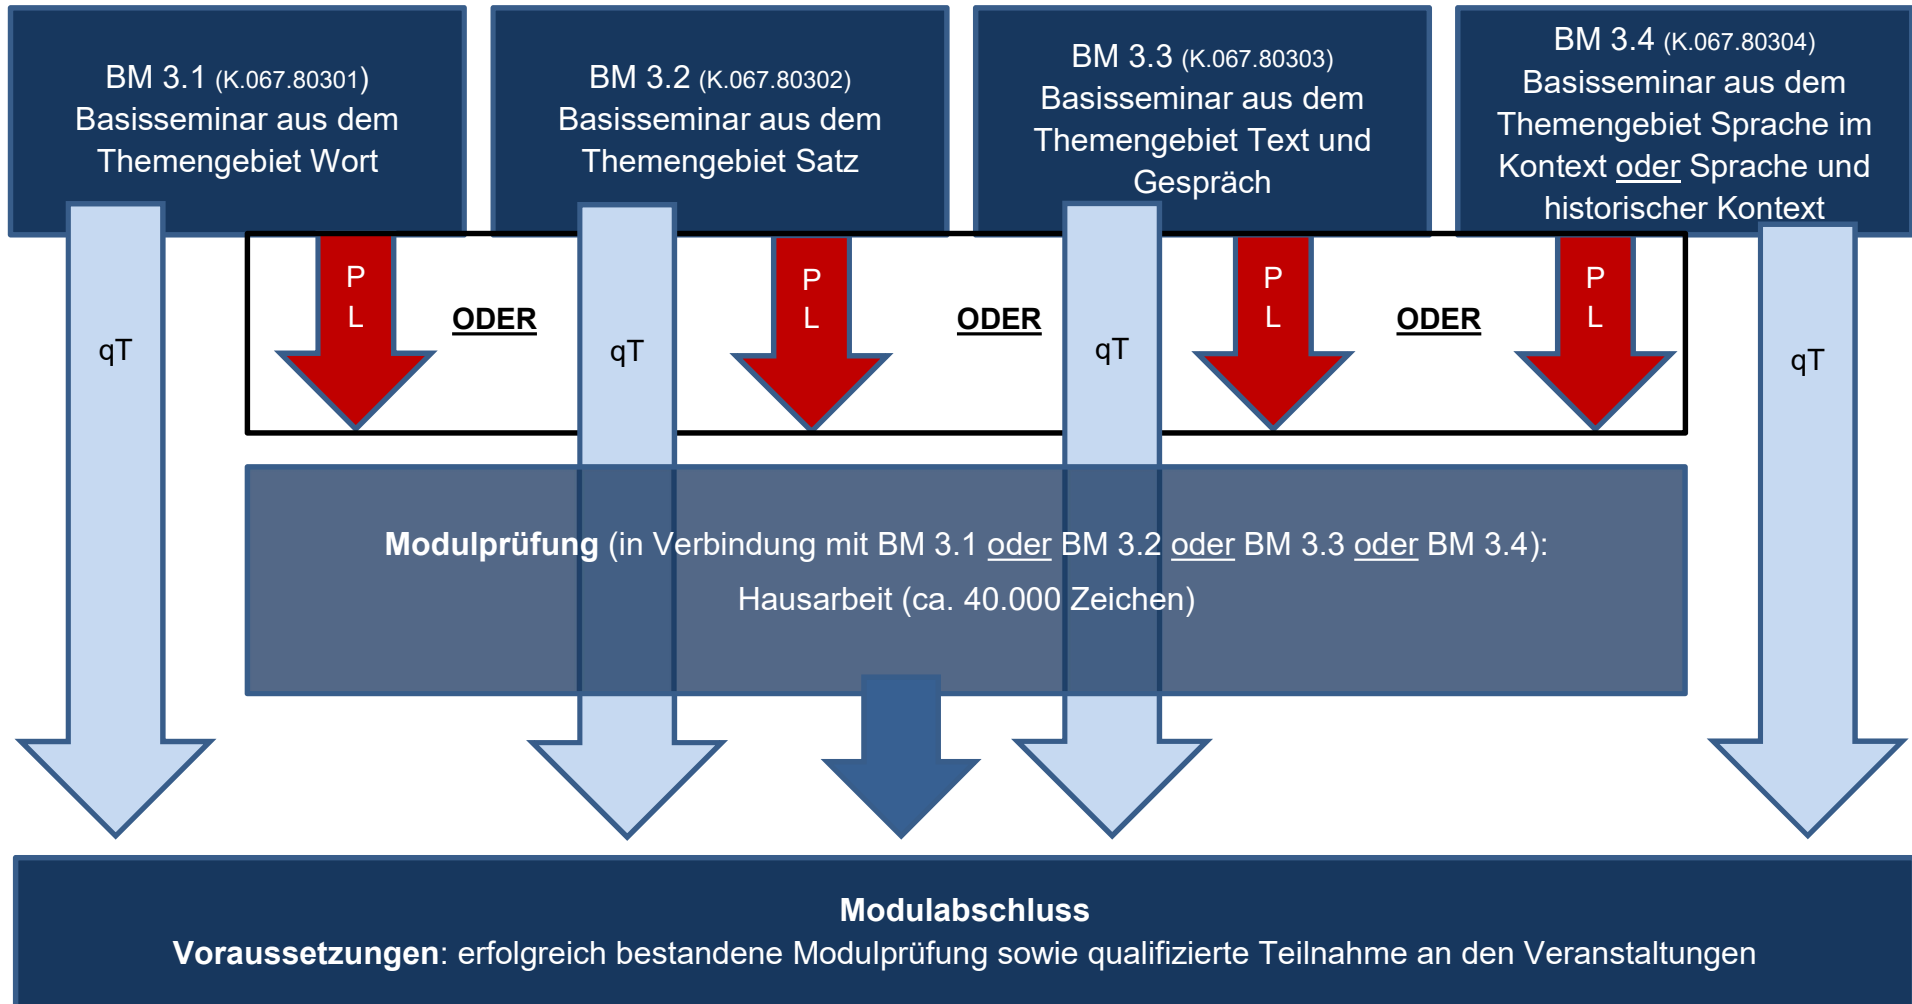 BM 3.1 (K.067.80301)
Basisseminar aus dem
Themengebiet Wort
BM 3.2 (K.067.80302)
Basisseminar aus dem
Themengebiet Satz
BM 3.3 (K.067.80303)
Basisseminar aus dem
Themengebiet Text und
Gespräch
BM 3.4 (K.067.80304)
Basisseminar aus dem
Themengebiet Sprache im
Kontext oder Sprache und
historischer Kontext
qT
P
L
ODER
qT
P
L
ODER
qT
P
L
ODER
P
L
qT
Modulprüfung (in Verbindung mit BM 3.1 oder BM 3.2 oder BM 3.3 oder BM 3.4):
Hausarbeit (ca. 40.000 Zeichen)
Modulabschluss
Voraussetzungen: erfolgreich bestandene Modulprüfung sowie qualifizierte Teilnahme an den Veranstaltungen